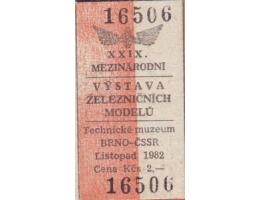 16506
XXIX.
MEZINÁRODNÍ
VÝSTAVA
ŽELEZNIČNÍCH
MODELŮ
Technické muzeum
BRNO-ČSSR
Listopad 1982
Cena Kčs 2,—
16506